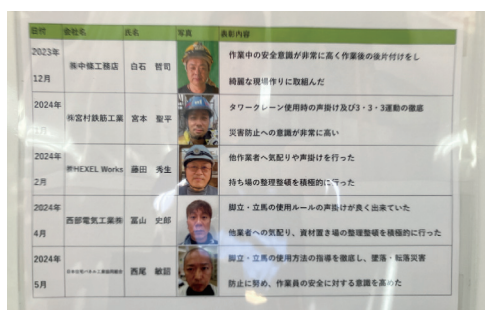 日付 会社名 氏名 写真 表彰内容
2023年
12月
㈱中條工務店 白石 哲司
作業中の安全意識が非常に高く作業後の後片付けをし
綺麗な現場作りに取組んだ
2024年
㈱宮村鉄筋工業 宮本 聖平
タワークレーン使用時の声掛け及び3・3・3運動の徹底
災害防止への意識が非常に高い
2024年
2月
㈱HEXEL Works 藤田 秀生
他作業者へ気配りや声掛けを行った
持ち場の整理整頓を積極的に行った
2024年
4月
西部電気工業㈱ 冨山 史郎
脚立・立馬の使用ルールの声掛けが良く出来ていた
他業者への気配り、資材置き場の整理整頓を積極的に行った
2024年
5月
西尾 敏韶
脚立・立馬の使用方法の指導を徹底し、墜落・転落災害
防止に努め、作業員の安全に対する意識を高めた